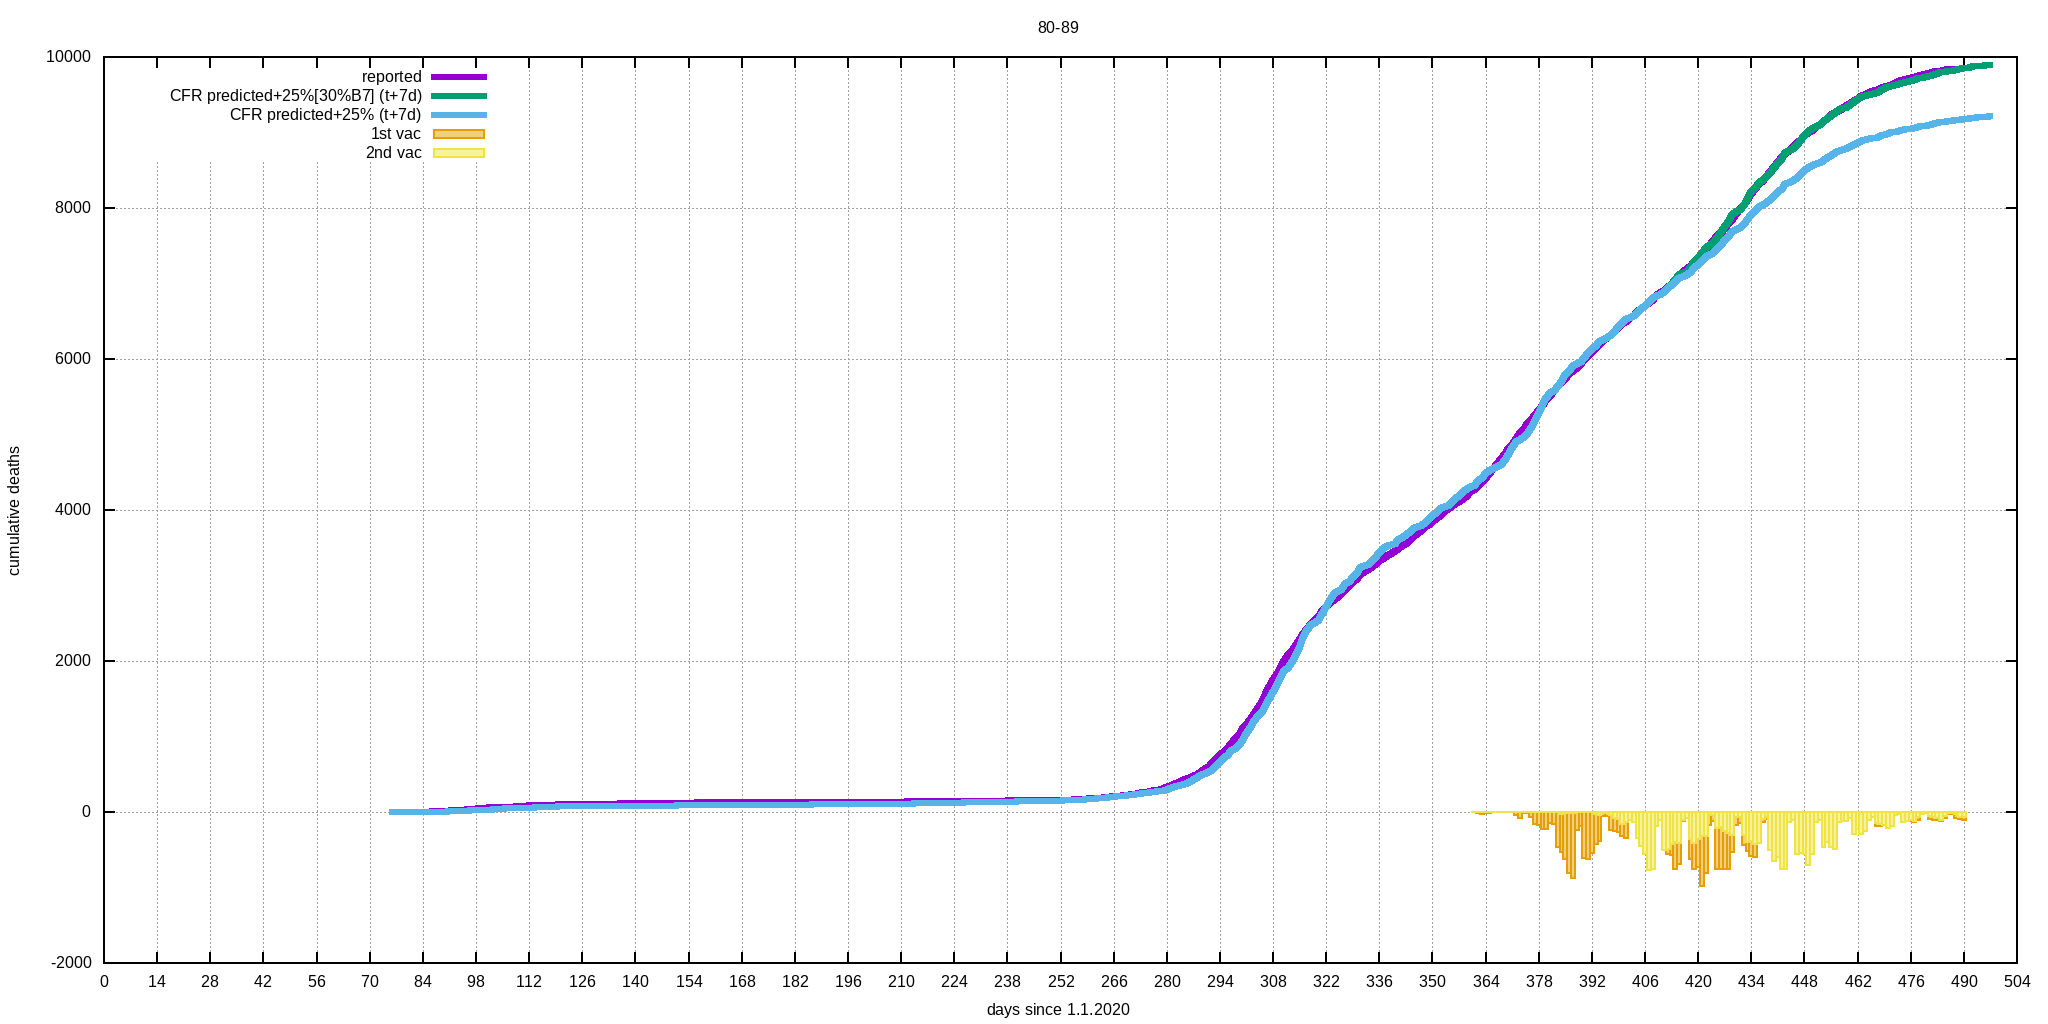 80-89
10000
8000
6000
4000
2000
0
-2000
reported
CFR predicted+25%[30%B7] (t+7d)
CFR predicted+25% (t+7d)
1st vac
2nd vac
cumulative deaths
0 14 28 42 56 70 84 98 112 126 140 154 168 182 196 210 224 238 252 266 280 294 308 322 336 350 364 378 392 406 420 434 448 462 476 490 504
days since 1.1.2020